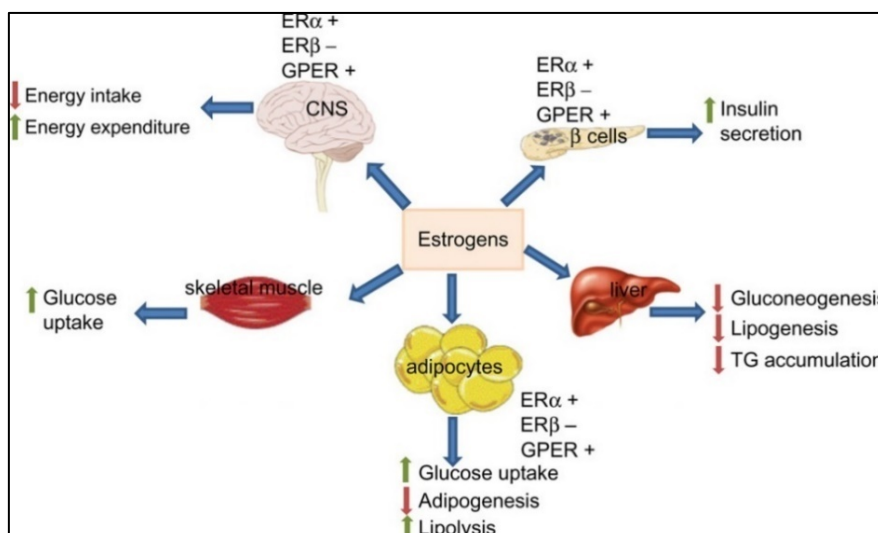 ERα +
ERβ –
GPER +
CNS
↓ Energy intake
↑ Energy expenditure
ERα +
ERβ –
GPER +
β cells
↑ Insulin
secretion
Estrogens
skeletal muscle
↑ Glucose
uptake
liver
↓ Gluconeogenesis
↓ Lipogenesis
↓ TG accumulation
adipocytes
ERα +
ERβ –
GPER +
↑ Glucose uptake
↓ Adipogenesis
↑ Lipolysis